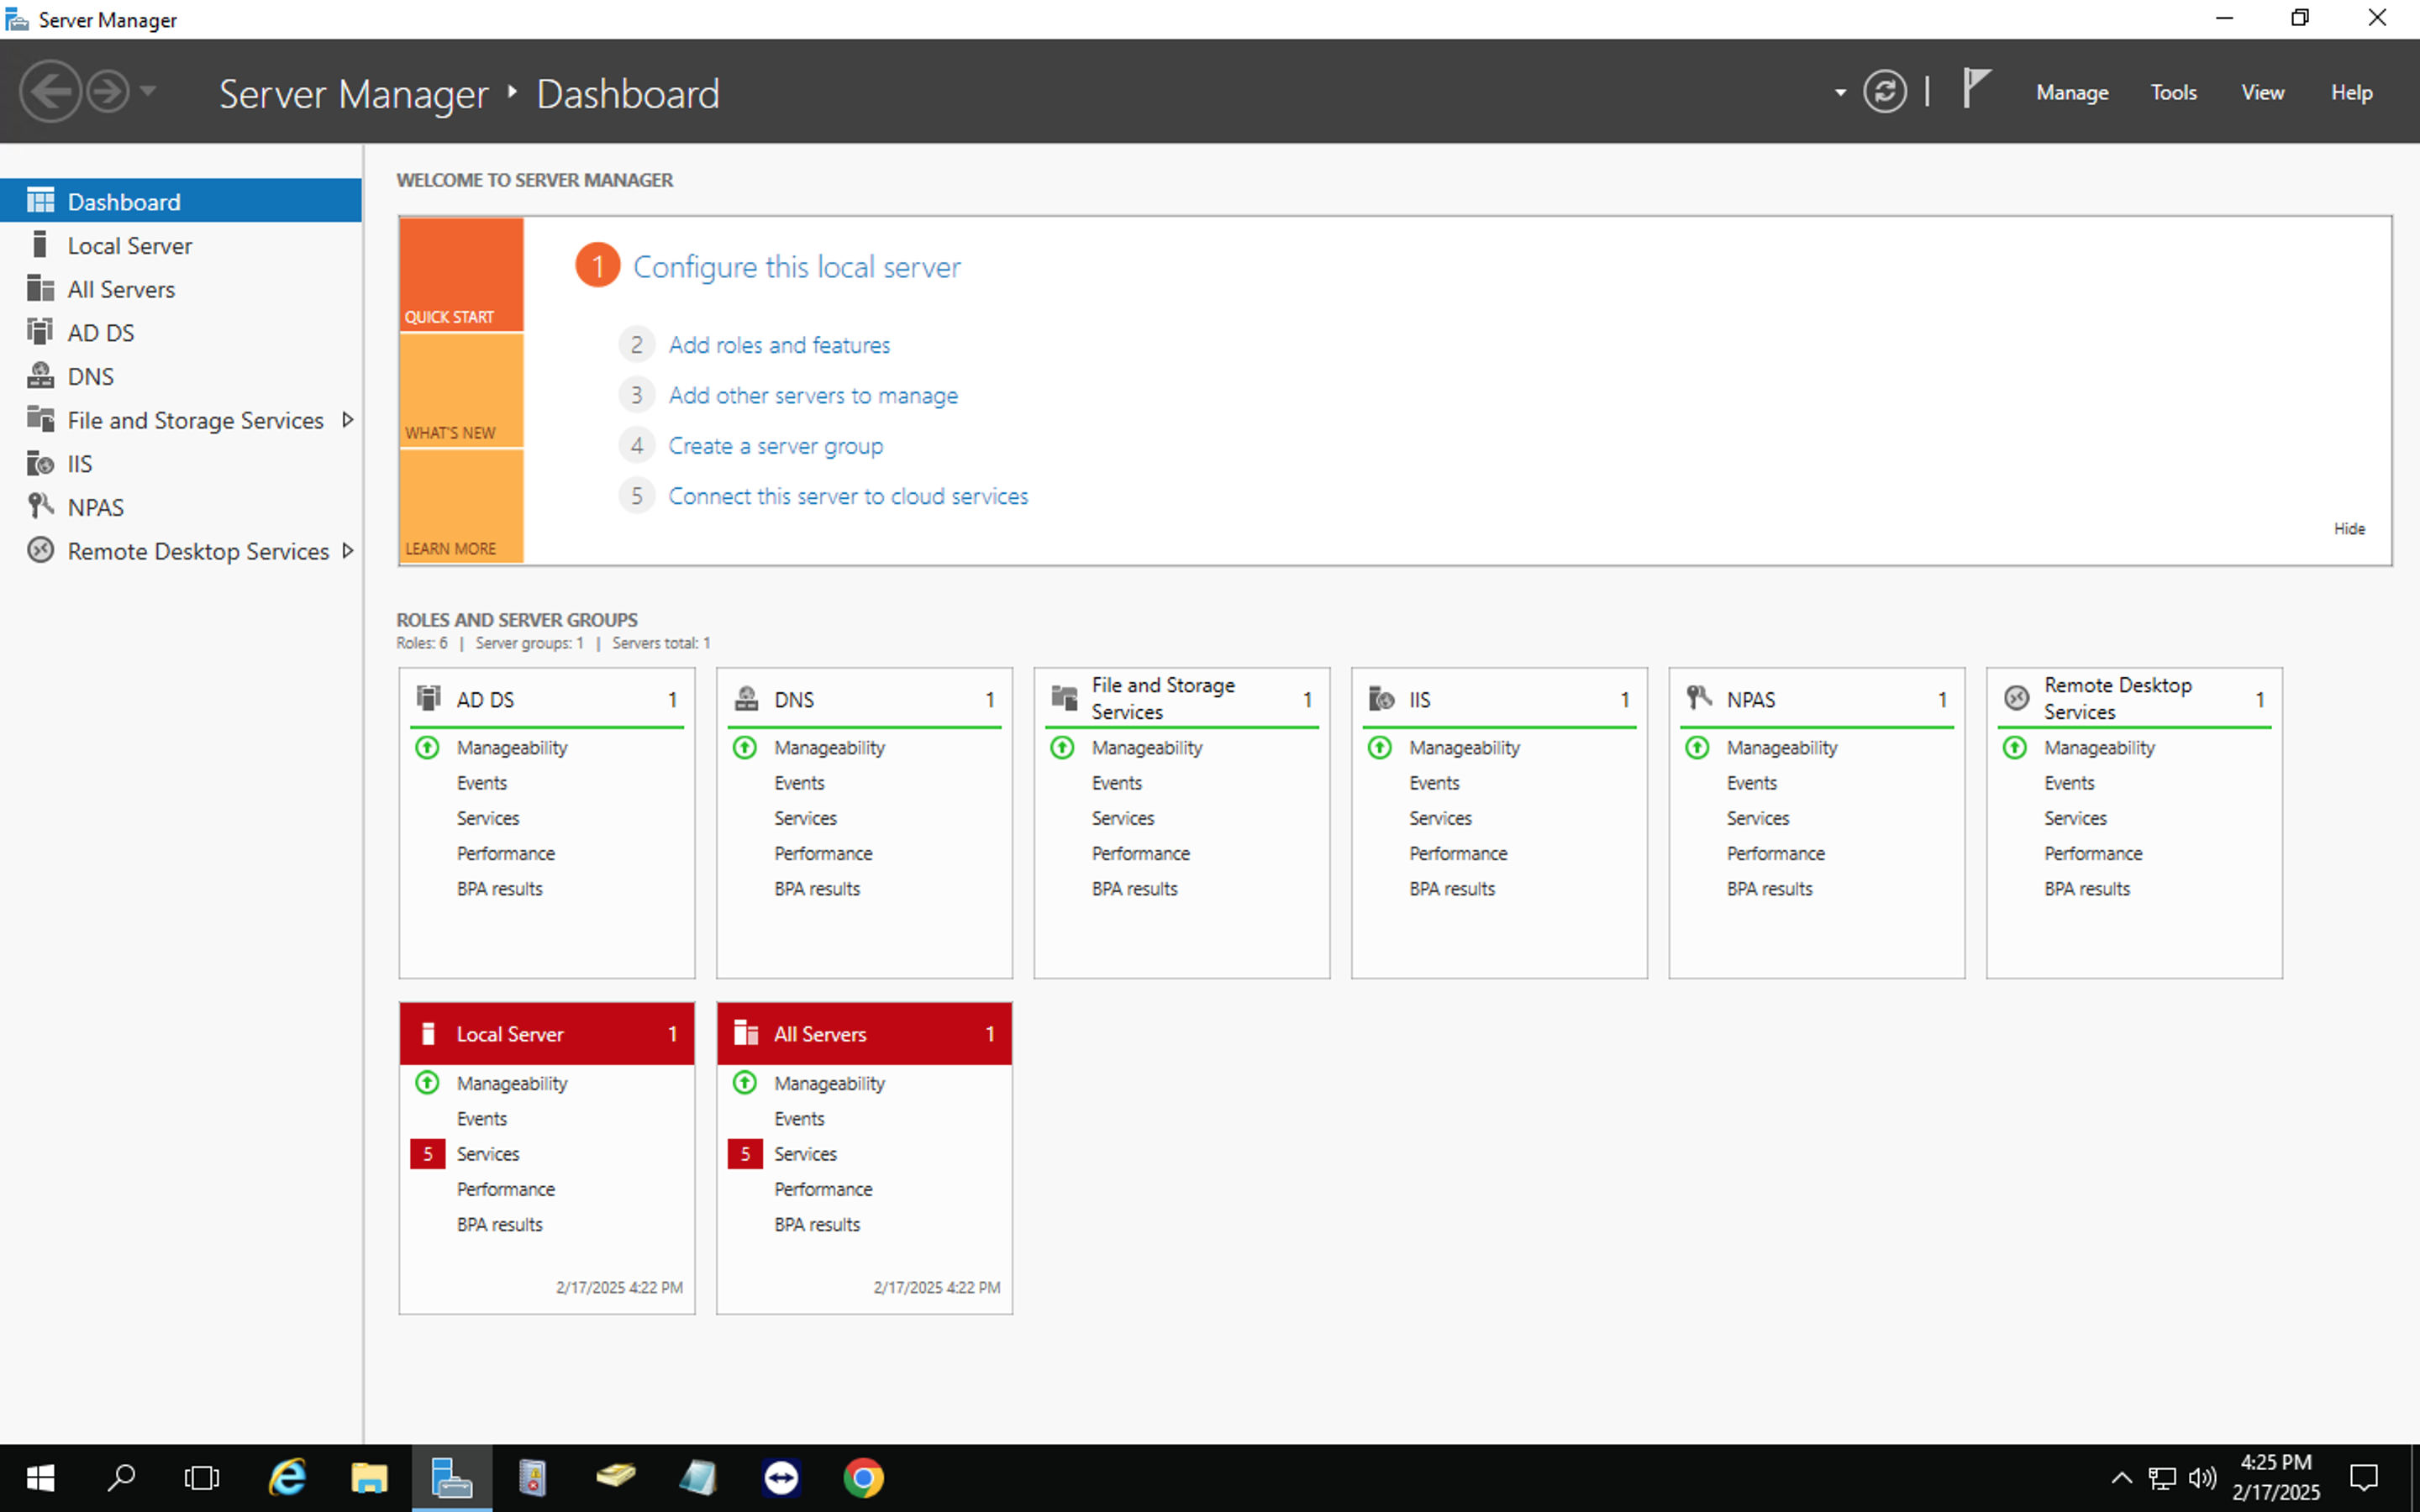 Server Manager
Server Manager ‣ Dashboard
Manage Tools View Help
Dashboard
Local Server
All Servers
AD DS
DNS
File and Storage Services
IIS
NPAS
Remote Desktop Services
WELCOME TO SERVER MANAGER
QUICK START
WHAT'S NEW
LEARN MORE
1 Configure this local server
2 Add roles and features
3 Add other servers to manage
4 Create a server group
5 Connect this server to cloud services
Hide
ROLES AND SERVER GROUPS
Roles: 6 | Server groups: 1 | Servers total: 1
AD DS 1
Manageability
Events
Services
Performance
BPA results
DNS 1
Manageability
Events
Services
Performance
BPA results
File and Storage
Services 1
Manageability
Events
Services
Performance
BPA results
IIS 1
Manageability
Events
Services
Performance
BPA results
NPAS 1
Manageability
Events
Services
Performance
BPA results
Remote Desktop
Services 1
Manageability
Events
Services
Performance
BPA results
Local Server 1
Manageability
Events
5 Services
Performance
BPA results
2/17/2025 4:22 PM
All Servers 1
Manageability
Events
5 Services
Performance
BPA results
2/17/2025 4:22 PM
4:25 PM
2/17/2025